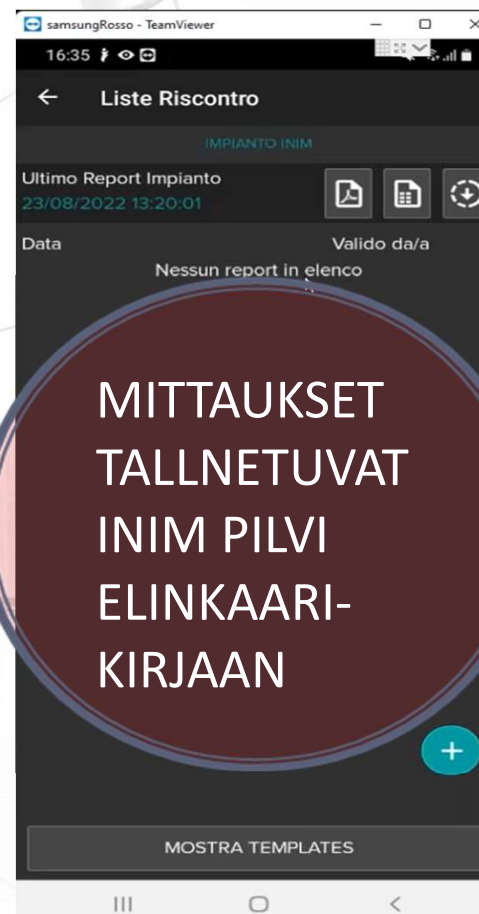 samsungRosso - TeamViewer
16:35
Liste Riscontro
IMPIANTO INIM
Ultimo Report Impianto
23/08/2022 13:20:01
Data Valido da/a
Nessun report in elenco
MITTAUKSET
TALLNETUVAT
INIM PILVI
ELINKAARI-
KIRJAAN
MOSTRA TEMPLATES